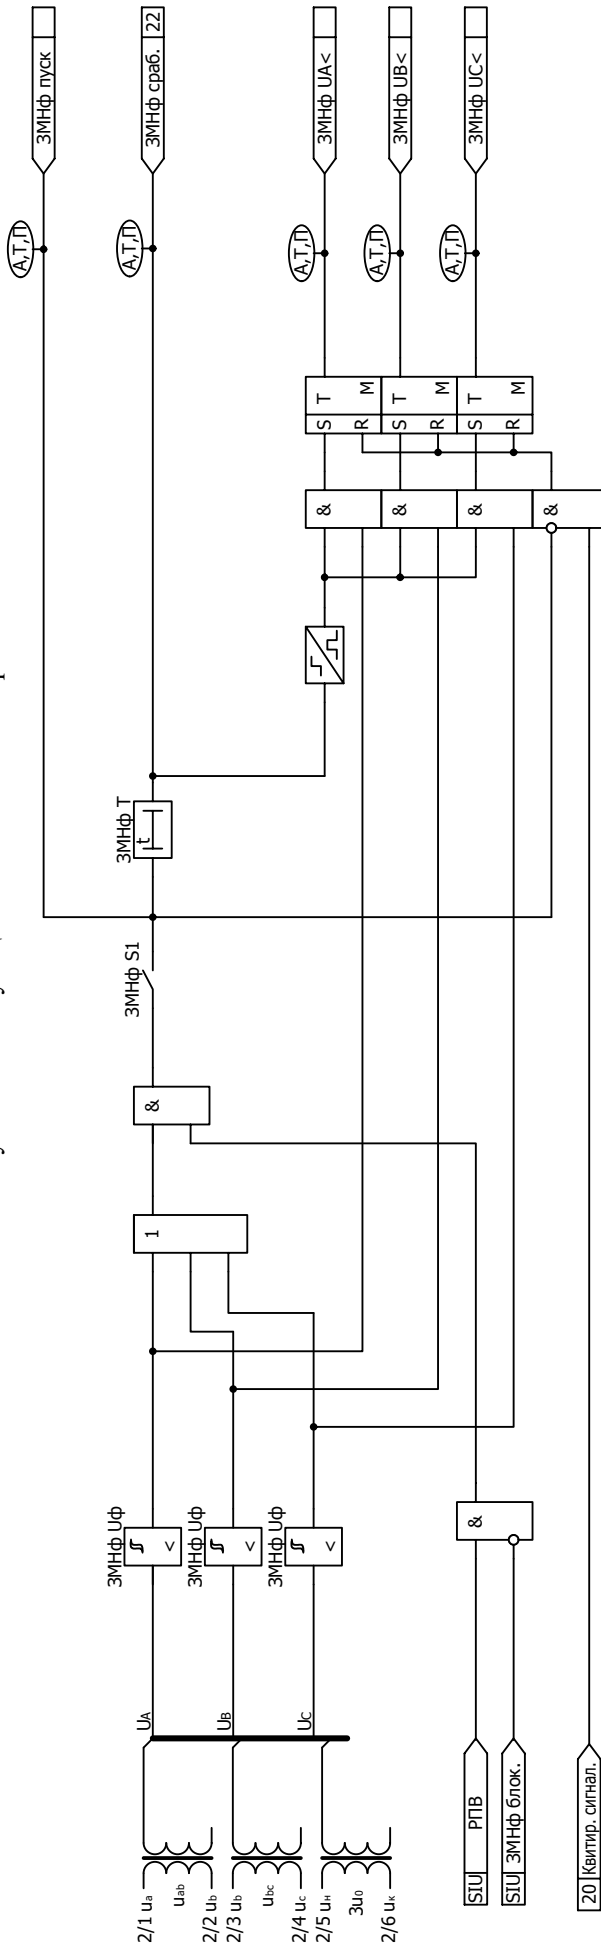 2/1 ua
uab
2/2 ub
2/3 ub
ubc
2/4 uc
2/5 uн
3u0
2/6 uк
UA
UB
UC
ЗМНф Uф
<
ЗМНф Uф
<
ЗМНф Uф
<
1
&
ЗМНф S1
ЗМНф T
t
SIU РПВ
SIU ЗМНф блок.
&
20 Квитир. сигнал.
&
&
&
&
S T
R M
S T
R M
S T
R M
А,Т,П
ЗМНф пуск
А,Т,П
ЗМНф сраб. 22
А,Т,П
ЗМНф UA<
А,Т,П
ЗМНф UB<
А,Т,П
ЗМНф UC<